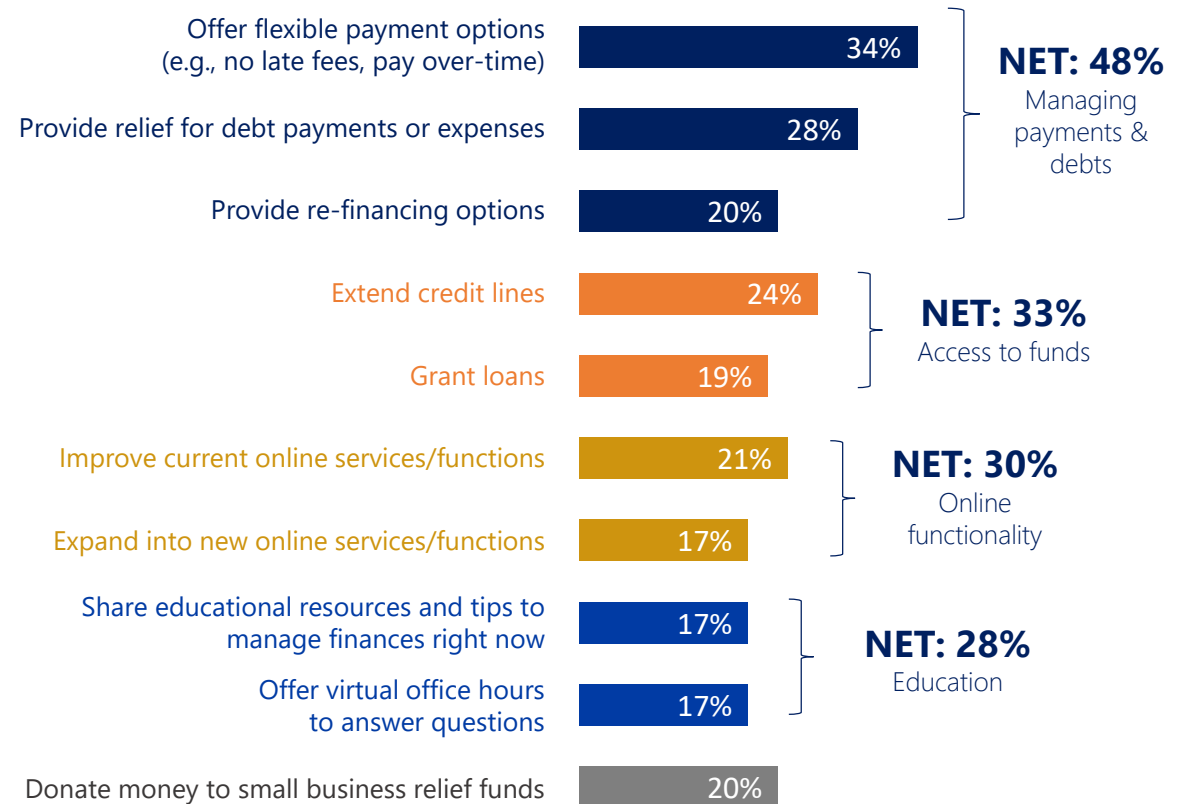 Offer flexible payment options
(e.g., no late fees, pay over-time)
34%
Provide relief for debt payments or expenses
28%
Provide re-financing options
20%
NET: 48%
Managing
payments &
debts
Extend credit lines
24%
Grant loans
19%
NET: 33%
Access to funds
Improve current online services/functions
21%
Expand into new online services/functions
17%
NET: 30%
Online
functionality
Share educational resources and tips to
manage finances right now
17%
Offer virtual office hours
to answer questions
17%
NET: 28%
Education
Donate money to small business relief funds
20%